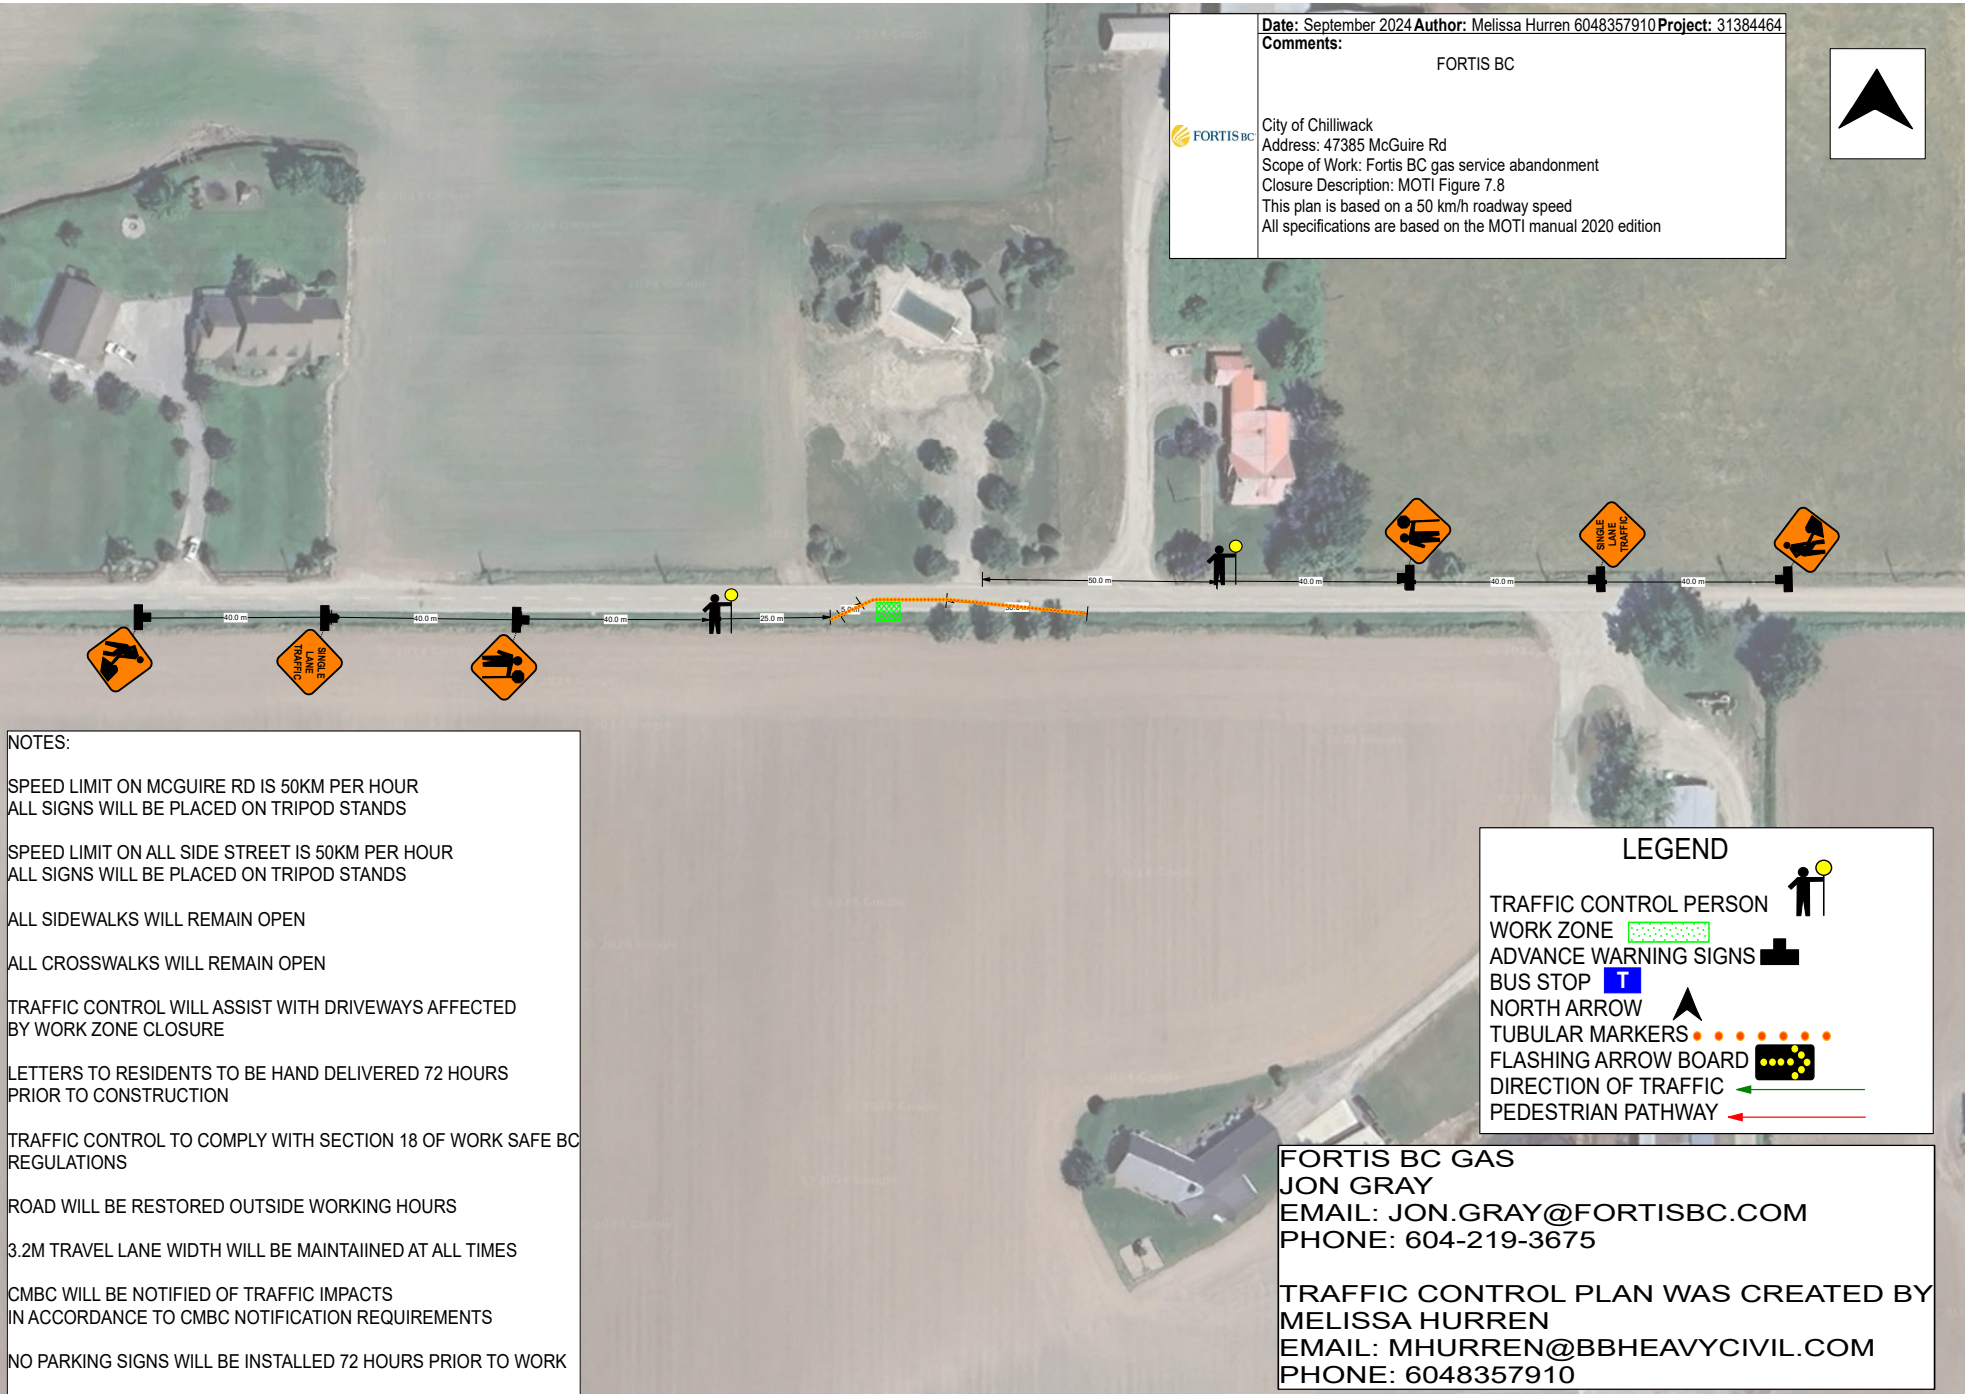 Date: September 2024 Author: Melissa Hurren 6048357910 Project: 31384464
Comments:
FORTIS BC
FORTIS BC
City of Chilliwack
Address: 47385 McGuire Rd
Scope of Work: Fortis BC gas service abandonment
Closure Description: MOTI Figure 7.8
This plan is based on a 50 km/h roadway speed
All specifications are based on the MOTI manual 2020 edition
SINGLE
LANE
TRAFFIC
50.0 m
40.0 m
40.0 m
40.0 m
40.0 m
40.0 m
40.0 m
25.0 m
SINGLE
LANE
TRAFFIC
NOTES:
SPEED LIMIT ON MCGUIRE RD IS 50KM PER HOUR
ALL SIGNS WILL BE PLACED ON TRIPOD STANDS
SPEED LIMIT ON ALL SIDE STREET IS 50KM PER HOUR
ALL SIGNS WILL BE PLACED ON TRIPOD STANDS
ALL SIDEWALKS WILL REMAIN OPEN
ALL CROSSWALKS WILL REMAIN OPEN
TRAFFIC CONTROL WILL ASSIST WITH DRIVEWAYS AFFECTED
BY WORK ZONE CLOSURE
LETTERS TO RESIDENTS TO BE HAND DELIVERED 72 HOURS
PRIOR TO CONSTRUCTION
TRAFFIC CONTROL TO COMPLY WITH SECTION 18 OF WORK SAFE BC
REGULATIONS
ROAD WILL BE RESTORED OUTSIDE WORKING HOURS
3.2M TRAVEL LANE WIDTH WILL BE MAINTAIINED AT ALL TIMES
CMBC WILL BE NOTIFIED OF TRAFFIC IMPACTS
IN ACCORDANCE TO CMBC NOTIFICATION REQUIREMENTS
NO PARKING SIGNS WILL BE INSTALLED 72 HOURS PRIOR TO WORK
LEGEND
TRAFFIC CONTROL PERSON
WORK ZONE
ADVANCE WARNING SIGNS
BUS STOP T
NORTH ARROW
TUBULAR MARKERS
FLASHING ARROW BOARD
DIRECTION OF TRAFFIC
PEDESTRIAN PATHWAY
FORTIS BC GAS
JON GRAY
EMAIL: JON.GRAY@FORTISBC.COM
PHONE: 604-219-3675
TRAFFIC CONTROL PLAN WAS CREATED BY
MELISSA HURREN
EMAIL: MHURREN@BBHEAVYCIVIL.COM
PHONE: 6048357910